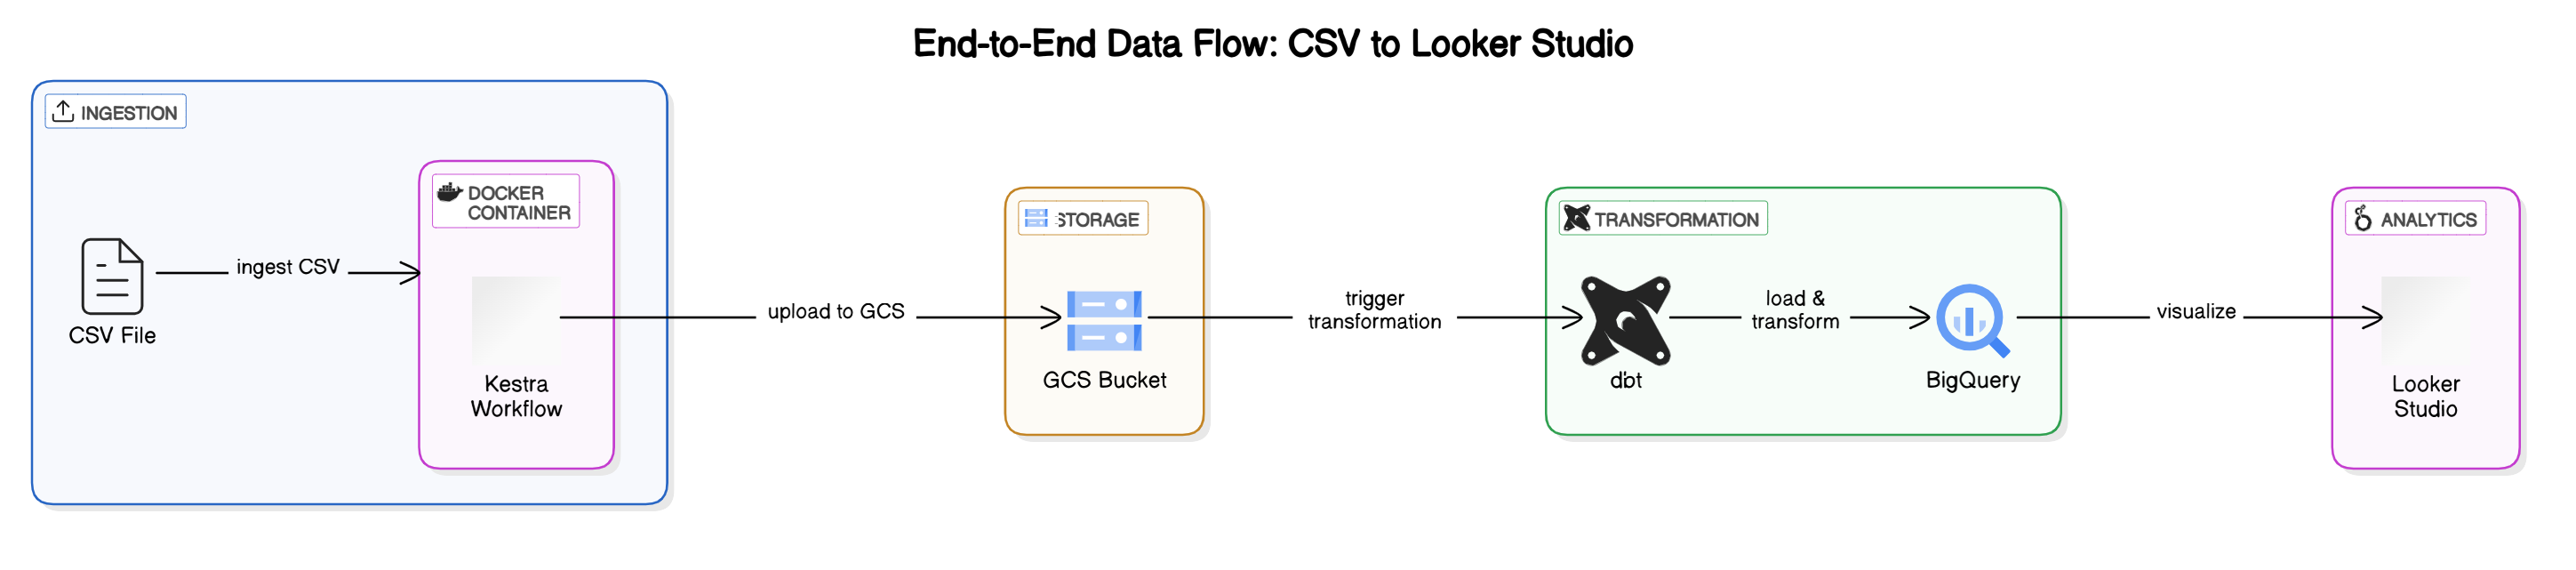 End-to-End Data Flow: CSV to Looker Studio
INGESTION
DOCKER
CONTAINER
ingest CSV
CSV File
Kestra
Workflow
upload to GCS
STORAGE
GCS Bucket
trigger
transformation
TRANSFORMATION
dbt
load &
transform
BigQuery
visualize
ANALYTICS
Looker
Studio